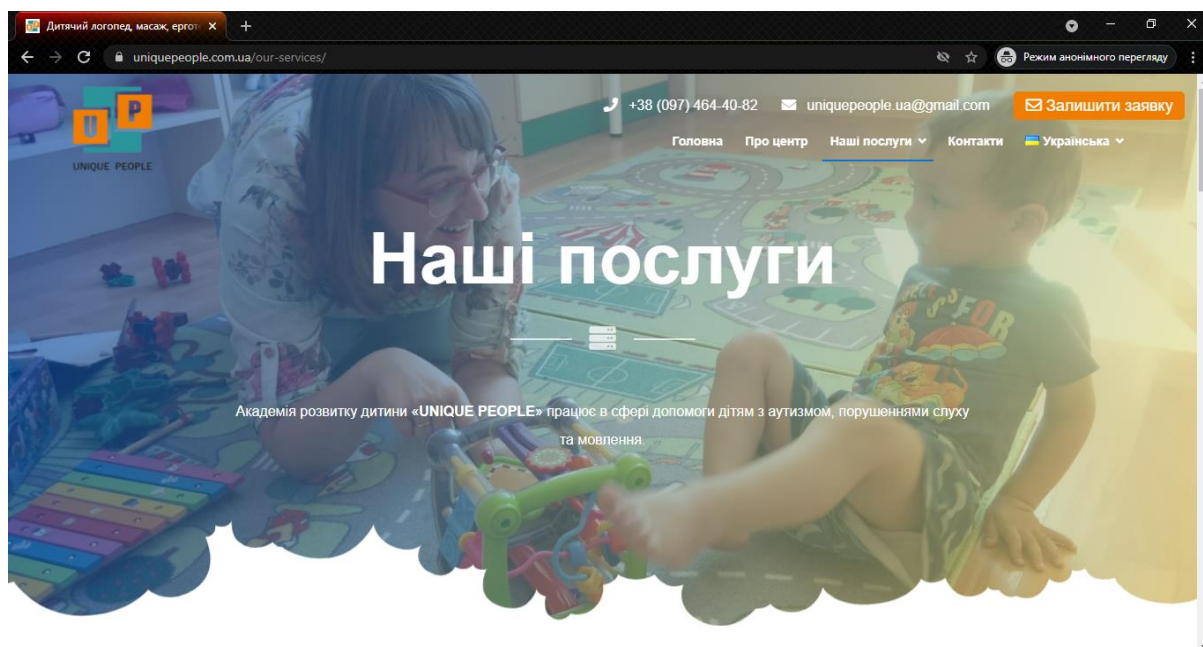 Дитячий логопед, масаж, ергот
uniquepeople.com.ua/our-services/
Режим анонімного перегляду
+38 (097) 464-40-82
uniquepeople.ua@gmail.com
Залишити заявку
U P
UNIQUE PEOPLE
Головна Про центр Наші послуги Контакти Українська
Наші послуги
Академія розвитку дитини «UNIQUE PEOPLE» працює в сфері допомоги дітям з аутизмом, порушеннями слуху
та мовлення